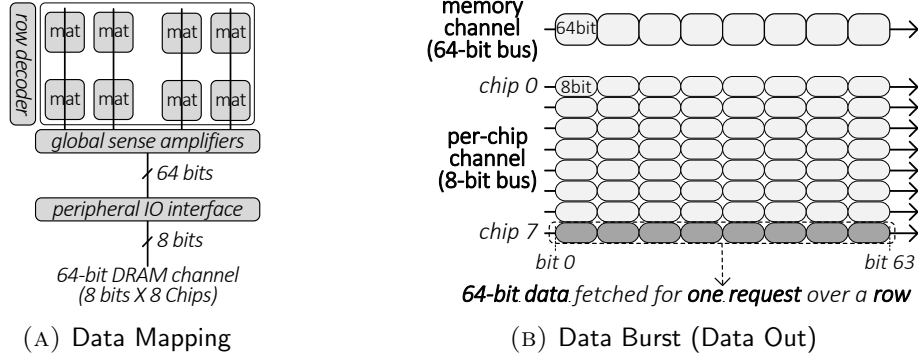 row decoder
mat mat mat mat
mat mat mat mat
global sense amplifiers
64 bits
peripheral IO interface
8 bits
64-bit DRAM channel
(8 bits X 8 Chips)
(A) Data Mapping
memory
channel
(64-bit bus)
64bit
chip 0
8bit
per-chip
channel
(8-bit bus)
chip 7
bit 0
bit 63
64-bit data fetched for one request over a row
(B) Data Burst (Data Out)